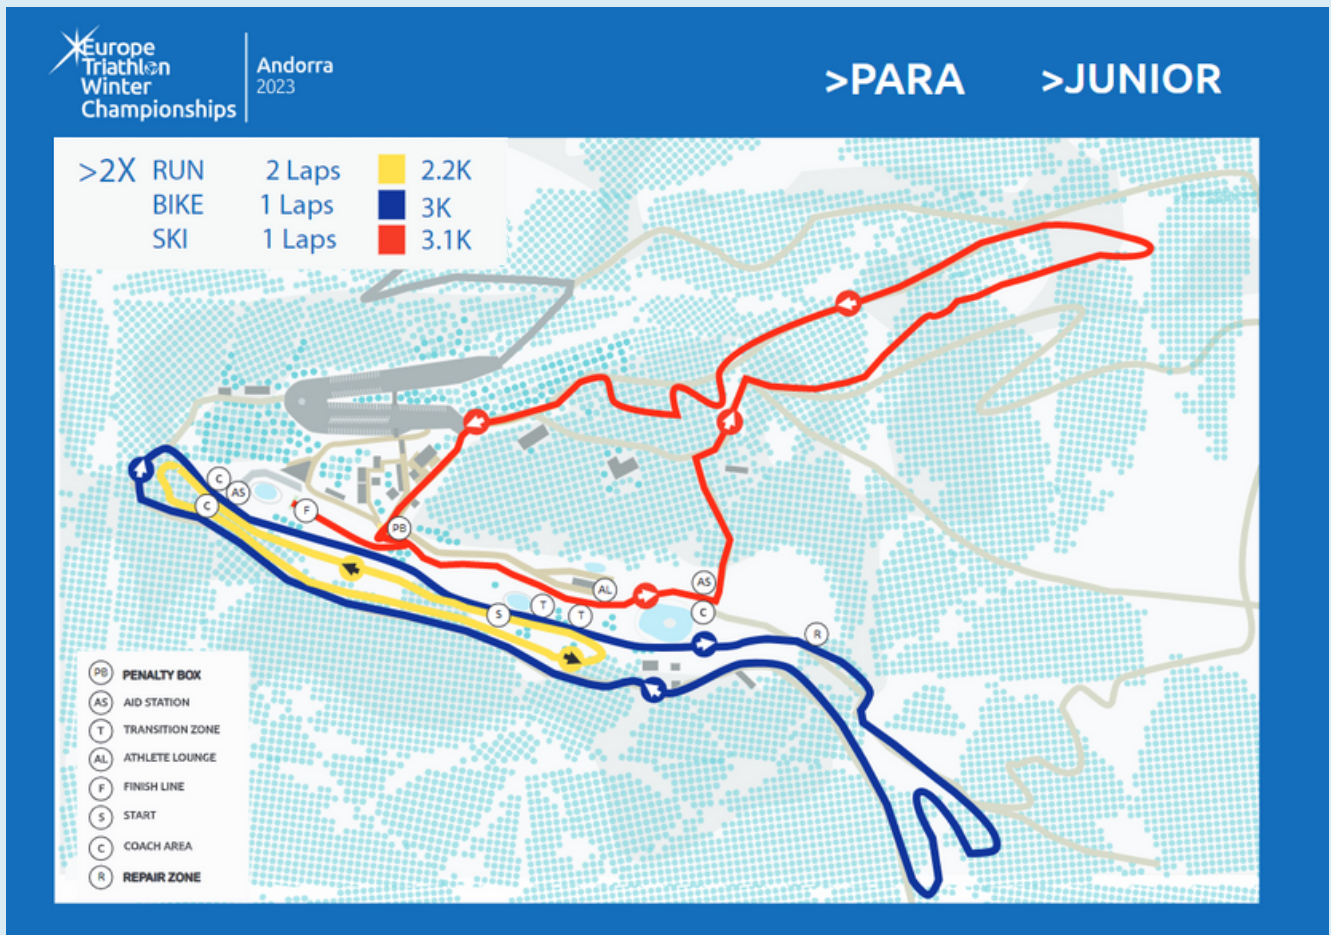 Europe
Triathlon
Winter
Championships
Andorra
2023
>PARA
>JUNIOR
>2X RUN 2 Laps 2.2K
BIKE 1 Laps 3K
SKI 1 Laps 3.1K
C
AS
C
F
PB
S
T
T
AL
AS
C
R
PB PENALTY BOX
AS AID STATION
T TRANSITION ZONE
AL ATHLETE LOUNGE
F FINISH LINE
S START
C COACH AREA
R REPAIR ZONE